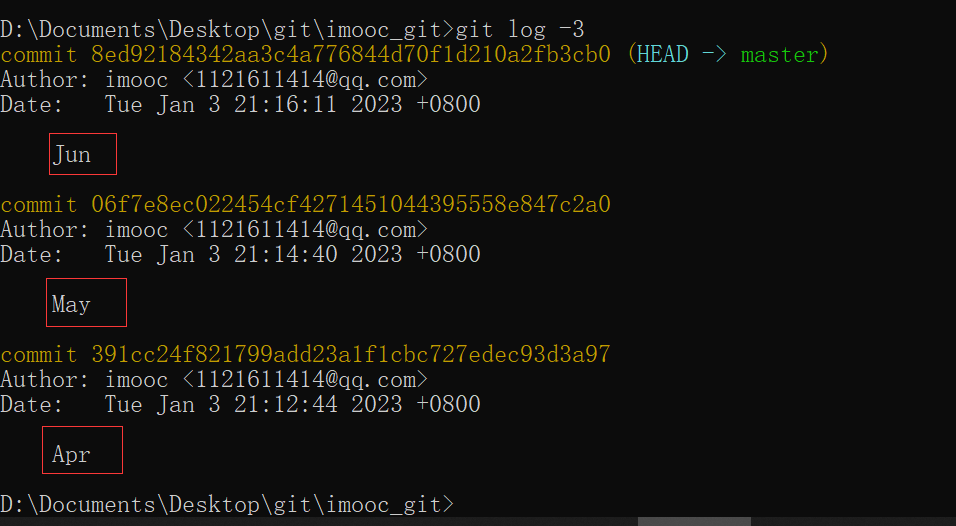 D:\Documents\Desktop\git\imooc_git>git log -3
commit 8ed92184342aa3c4a776844d70f1d210a2fb3cb0 (HEAD -> master)
Author: imooc <1121611414@qq.com>
Date:   Tue Jan 3 21:16:11 2023 +0800
Jun
commit 06f7e8ec022454cf4271451044395558e847c2a0
Author: imooc <1121611414@qq.com>
Date:   Tue Jan 3 21:14:40 2023 +0800
May
commit 391cc24f821799add23a1f1cbc727edec93d3a97
Author: imooc <1121611414@qq.com>
Date:   Tue Jan 3 21:12:44 2023 +0800
Apr
D:\Documents\Desktop\git\imooc_git>